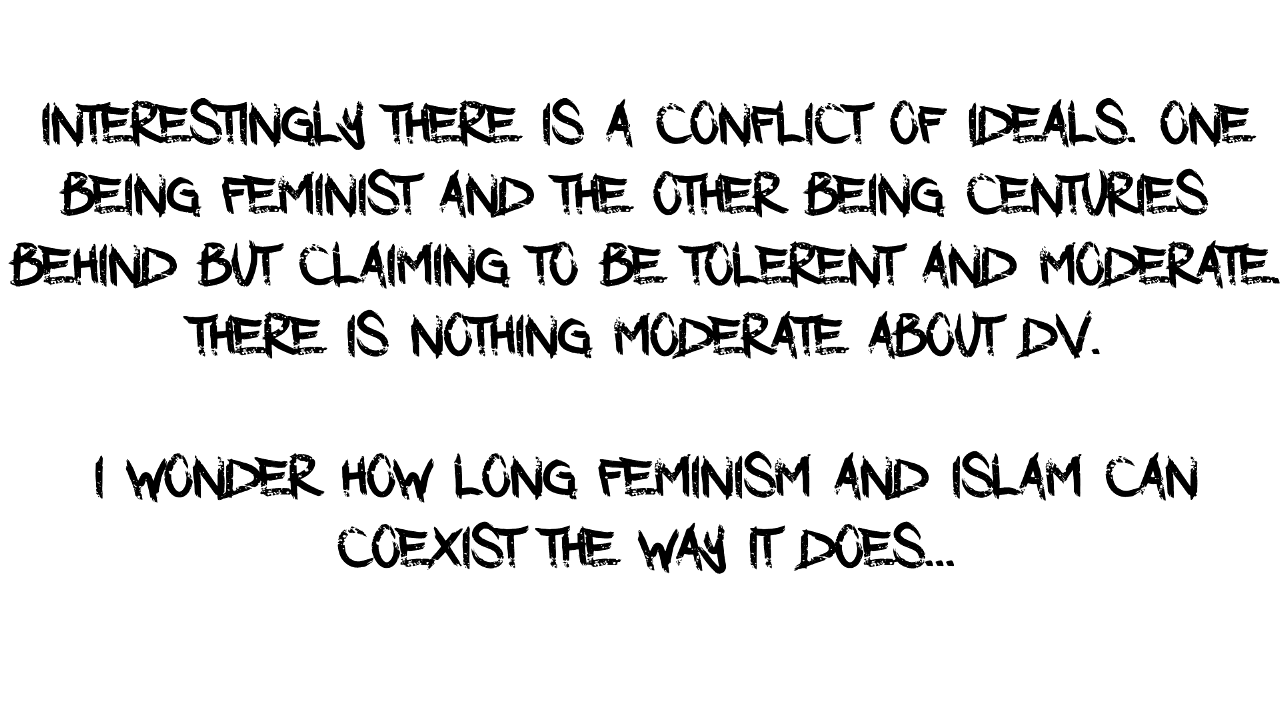 INTERESTINGLY THERE IS A CONFLICT OF IDEALS. ONE
BEING FEMINIST AND THE OTHER BEING CENTURIES
BEHIND BUT CLAIMING TO BE TOLERENT AND MODERATE.
THERE IS NOTHING MODERATE ABOUT DV.
I WONDER HOW LONG FEMINISM AND ISLAM CAN
COEXIST THE WAY IT DOES...